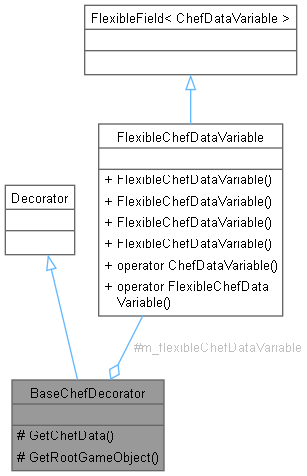 FlexibleField< ChefDataVariable >
FlexibleChefDataVariable
+ FlexibleChefDataVariable()
+ FlexibleChefDataVariable()
+ FlexibleChefDataVariable()
+ FlexibleChefDataVariable()
+ operator ChefDataVariable()
+ operator FlexibleChefData
Variable()
Decorator
#m_flexibleChefDataVariable
BaseChefDecorator
# GetChefData()
# GetRootGameObject()